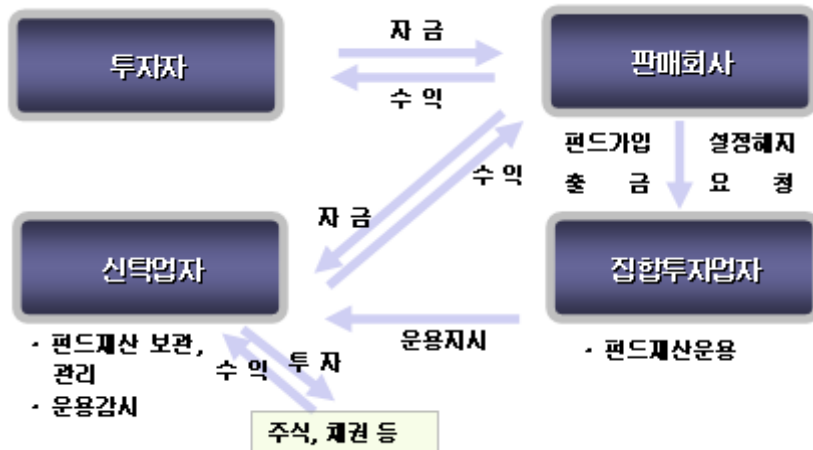 투자자
자 금
수 익
판매회사
펀드가입 설정해지
출 금 요 청
수 익
자 금
신탁업자
집합투자업자
운용지시
· 펀드재산 보관,
관리
· 운용감시
수 익
투 자
· 펀드재산운용
주식, 채권 등